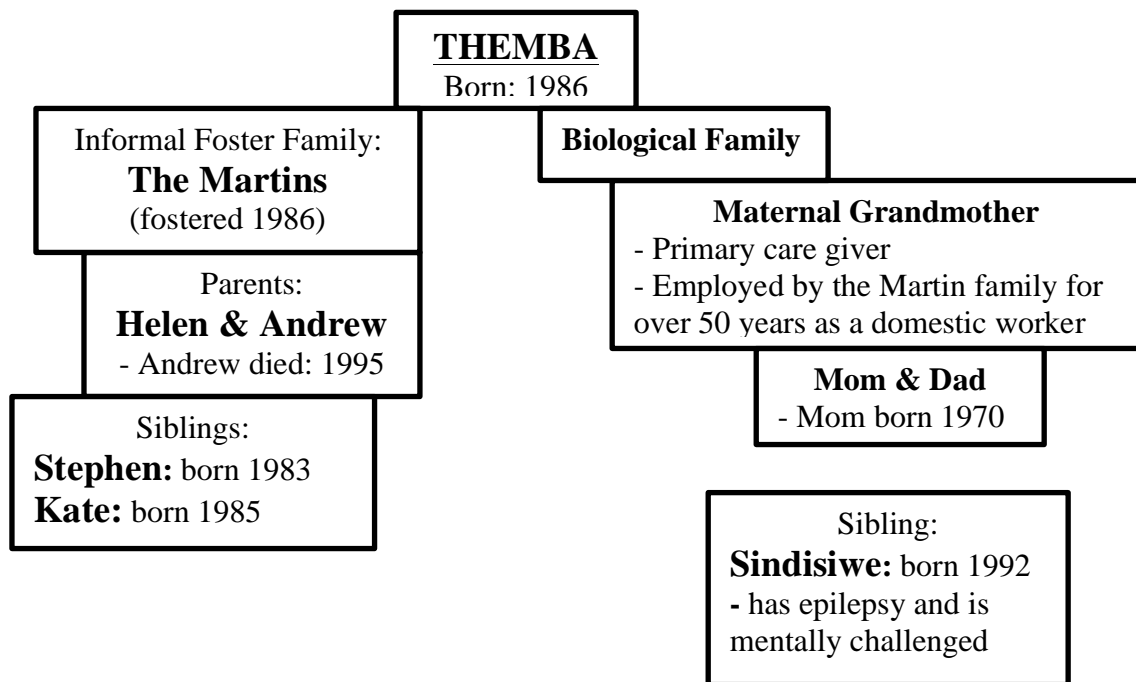 THEMBA
Born: 1986
Informal Foster Family:
The Martins
(fostered 1986)
Parents:
Helen & Andrew
- Andrew died: 1995
Siblings:
Stephen: born 1983
Kate: born 1985
Biological Family
Maternal Grandmother
- Primary care giver
- Employed by the Martin family for
over 50 years as a domestic worker
Mom & Dad
- Mom born 1970
Sibling:
Sindisiwe: born 1992
- has epilepsy and is
mentally challenged